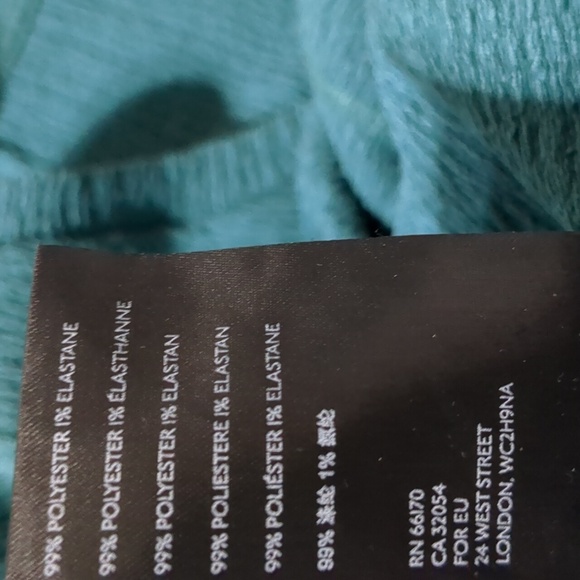 99% POLYESTER 1% ELASTANE
99% POLYESTER 1% ÉLASTHANNE
99% POLYESTER 1% ELASTAN
99% POLIESTERE 1% ELASTAN
99% POLIÉSTER 1% ELASTANE
99% 涤纶 1% 氨纶
RN 66170
CA 32054
FOR EU
24 WEST STREET
LONDON, WC2H9NA